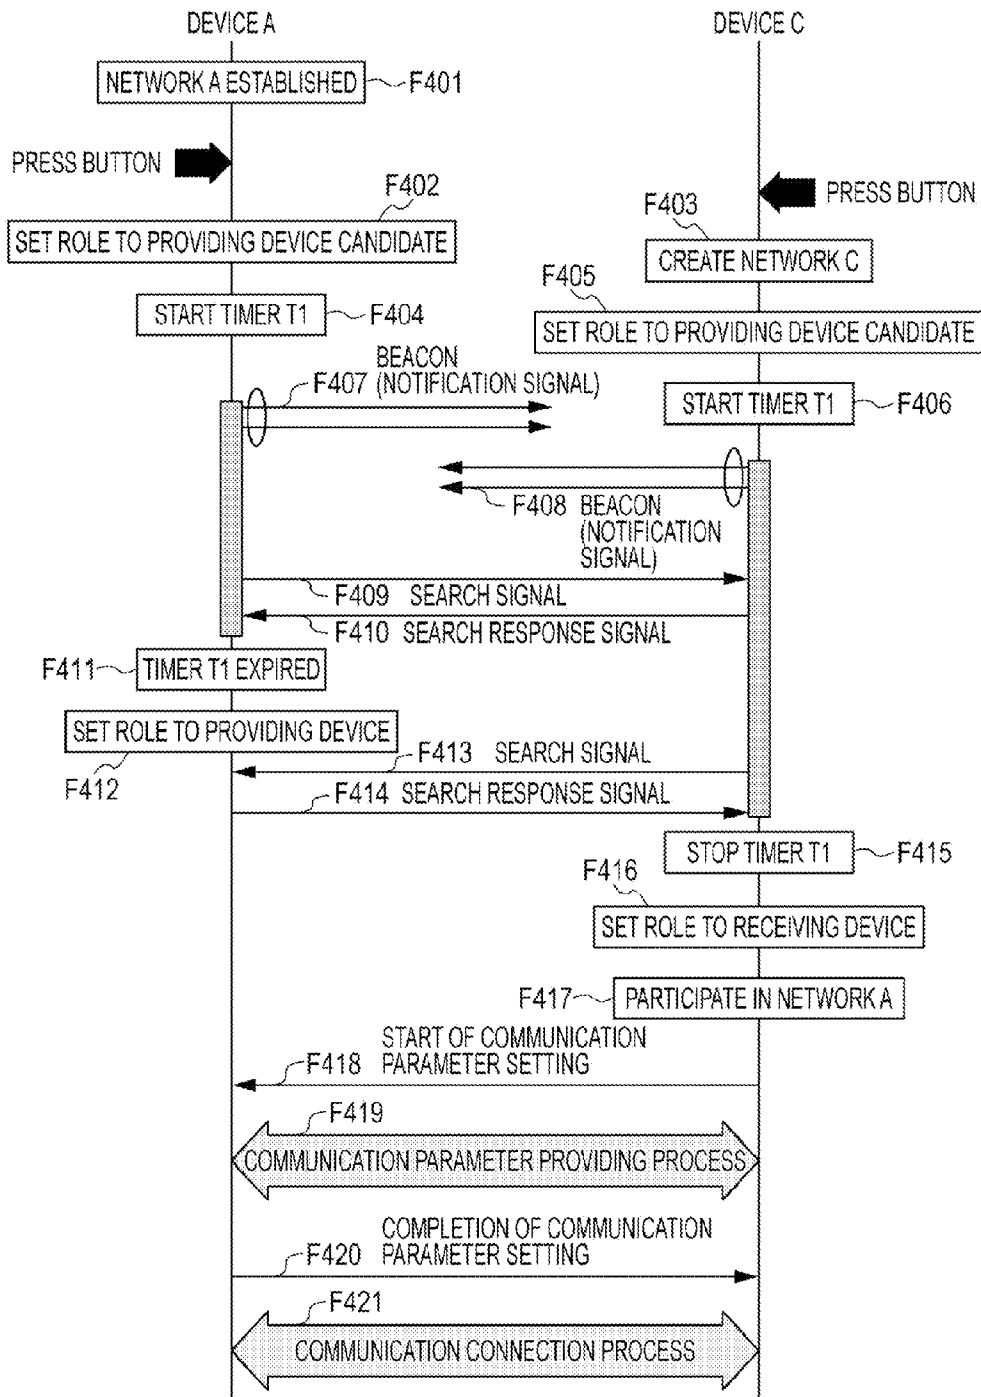 DEVICE A
DEVICE C
NETWORK A ESTABLISHED
F401
PRESS BUTTON
PRESS BUTTON
F402
SET ROLE TO PROVIDING DEVICE CANDIDATE
F403
CREATE NETWORK C
START TIMER T1
F404
F405
SET ROLE TO PROVIDING DEVICE CANDIDATE
BEACON
F407 (NOTIFICATION SIGNAL)
START TIMER T1
F406
F408 BEACON
(NOTIFICATION
SIGNAL)
F409 SEARCH SIGNAL
F410 SEARCH RESPONSE SIGNAL
F411
TIMER T1 EXPIRED
SET ROLE TO PROVIDING DEVICE
F412
F413 SEARCH SIGNAL
F414 SEARCH RESPONSE SIGNAL
STOP TIMER T1
F415
F416
SET ROLE TO RECEIVING DEVICE
F417
PARTICIPATE IN NETWORK A
START OF COMMUNICATION
F418 PARAMETER SETTING
F419
COMMUNICATION PARAMETER PROVIDING PROCESS
COMPLETION OF COMMUNICATION
F420 PARAMETER SETTING
F421
COMMUNICATION CONNECTION PROCESS